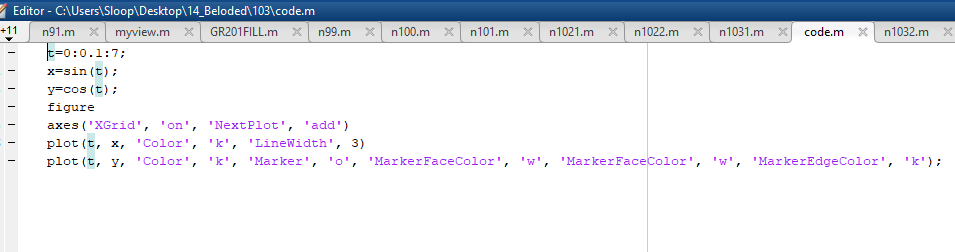 Editor - C:\Users\Sloop\Desktop\14_Beloded\103\code.m
+11 n91.m myview.m GR201FILL.m n99.m n100.m n101.m n1021.m n1022.m n1031.m code.m n1032.m
t=0:0.1:7;
x=sin(t);
y=cos(t);
figure
axes('XGrid', 'on', 'NextPlot', 'add')
plot(t, x, 'Color', 'k', 'LineWidth', 3)
plot(t, y, 'Color', 'k', 'Marker', 'o', 'MarkerFaceColor', 'w', 'MarkerFaceColor', 'w', 'MarkerEdgeColor', 'k');